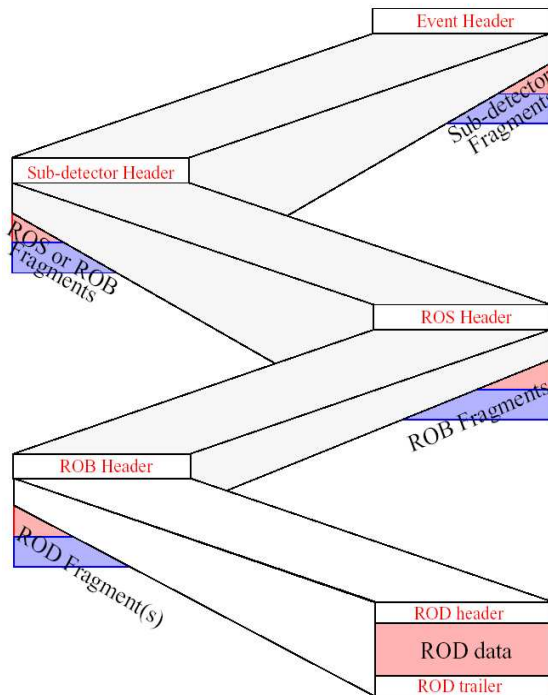 Event Header
Sub-detector
Fragments
Sub-detector Header
ROS or ROB
Fragments
ROS Header
ROB Fragments
ROB Header
ROD Fragment(s)
ROD header
ROD data
ROD trailer